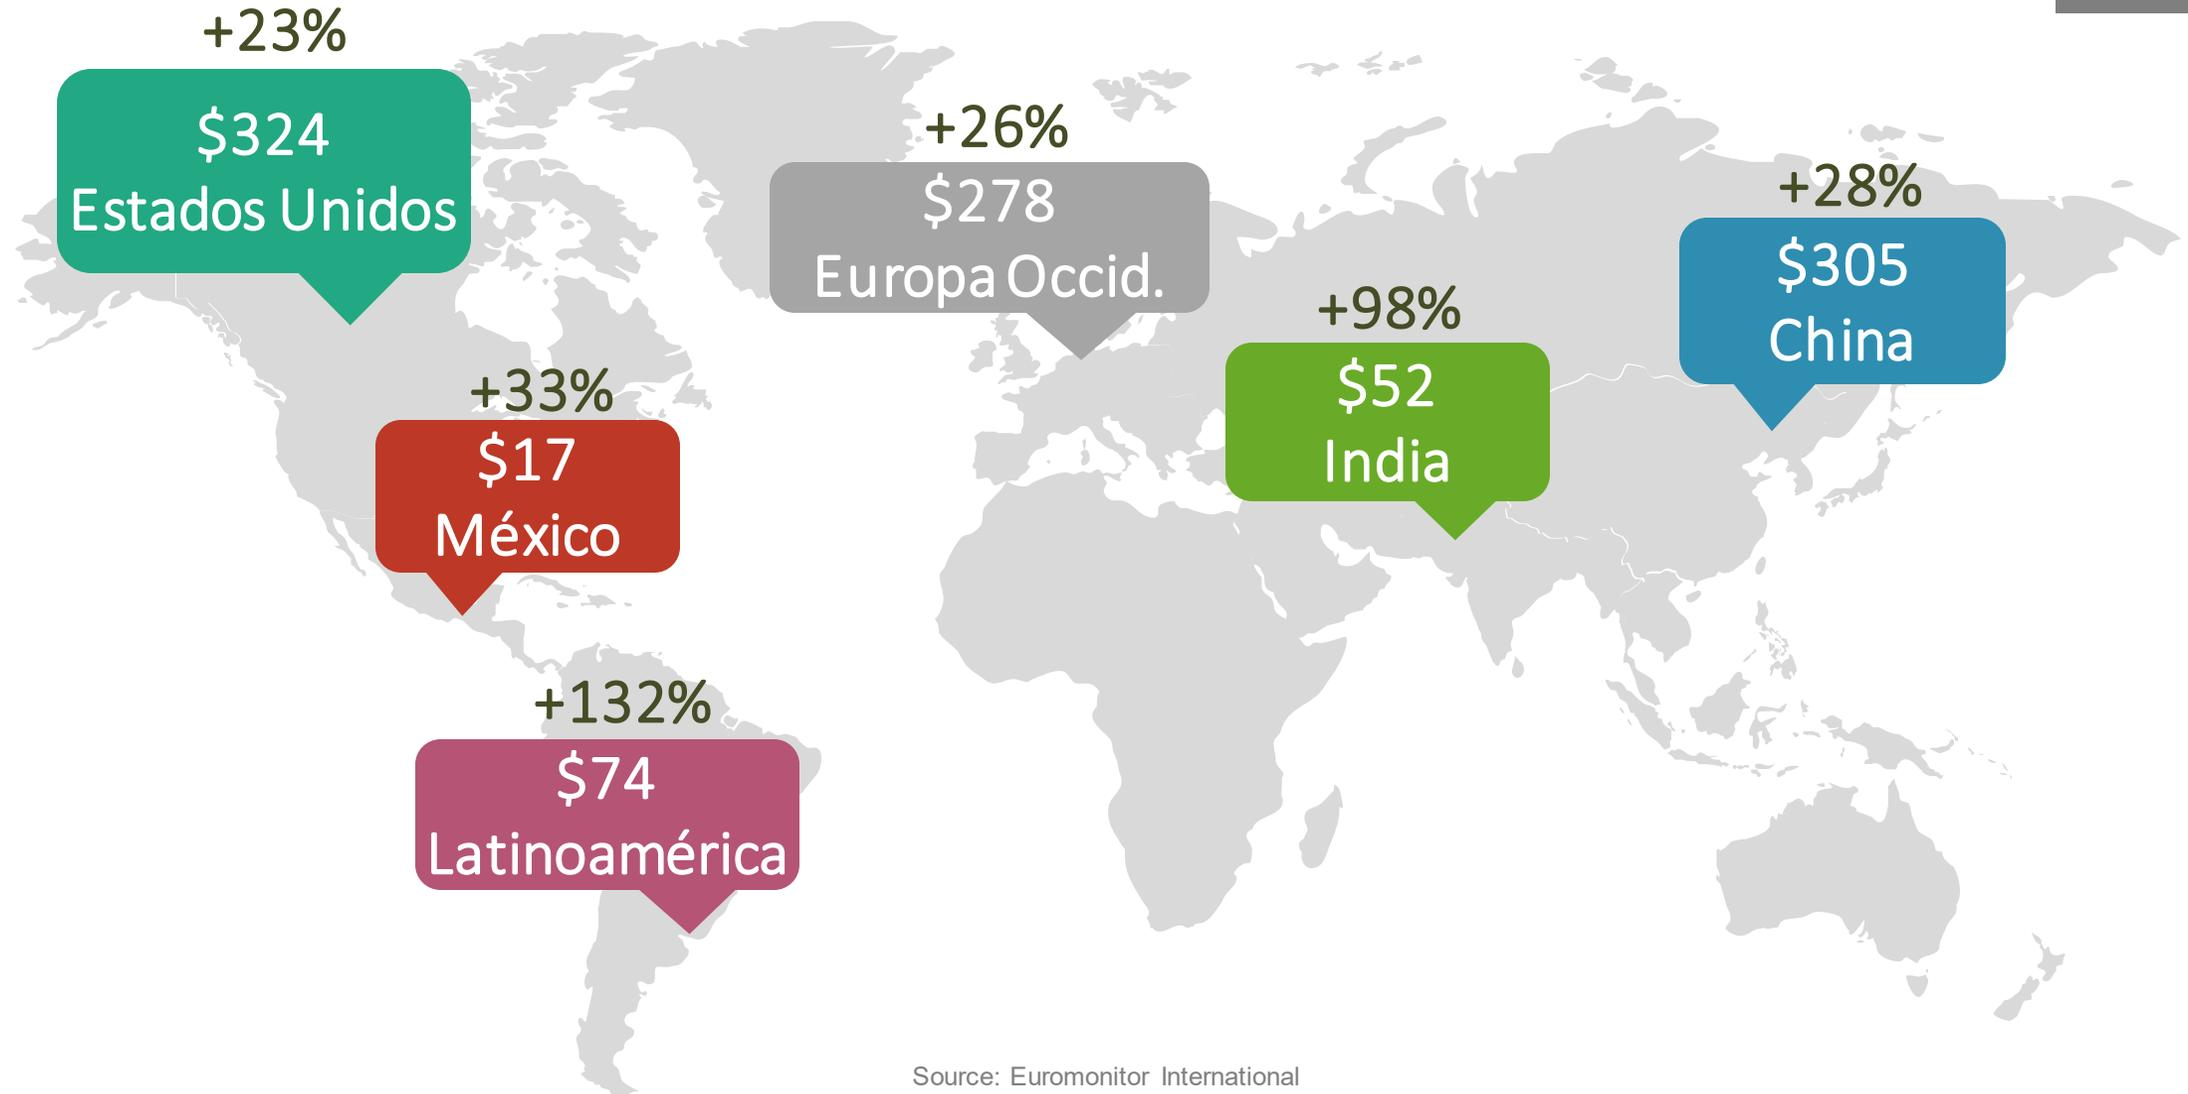 +23%
$324
Estados Unidos
+26%
$278
Europa Occid.
+28%
$305
China
+98%
$52
India
+33%
$17
México
+132%
$74
Latinoamérica
Source: Euromonitor International